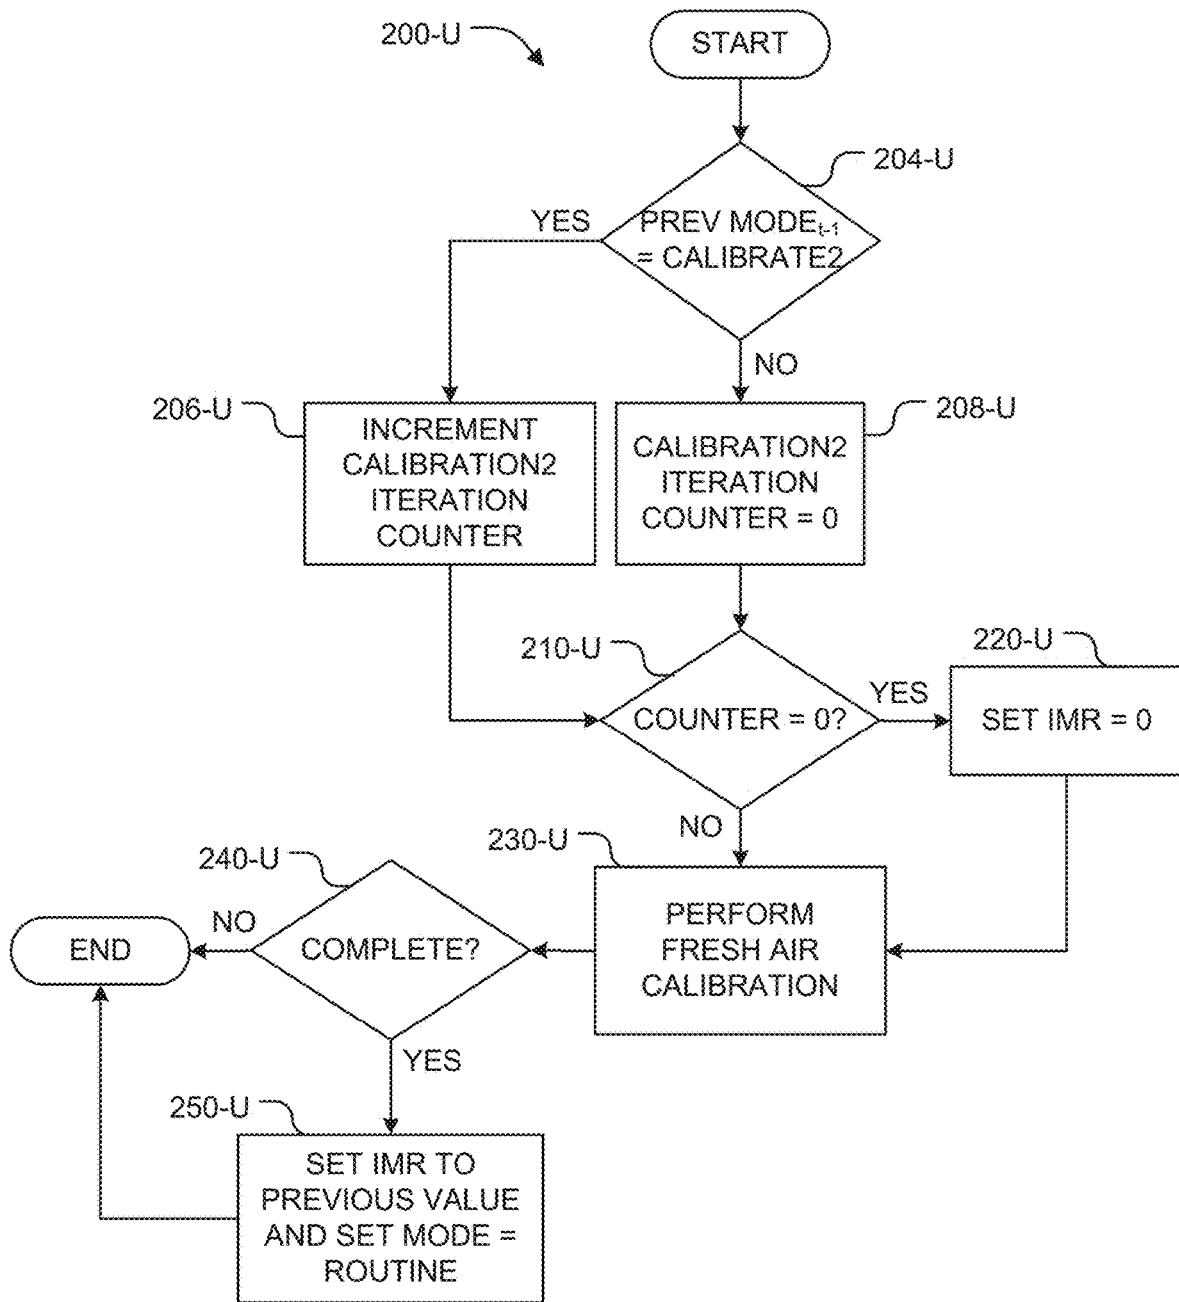 200-U
START
204-U
YES
PREV MODEt-1
= CALIBRATE2
NO
206-U
INCREMENT
CALIBRATION2
ITERATION
COUNTER
208-U
CALIBRATION2
ITERATION
COUNTER = 0
210-U
COUNTER = 0?
YES
220-U
SET IMR = 0
NO
230-U
PERFORM
FRESH AIR
CALIBRATION
240-U
COMPLETE?
NO
END
YES
250-U
SET IMR TO
PREVIOUS VALUE
AND SET MODE =
ROUTINE